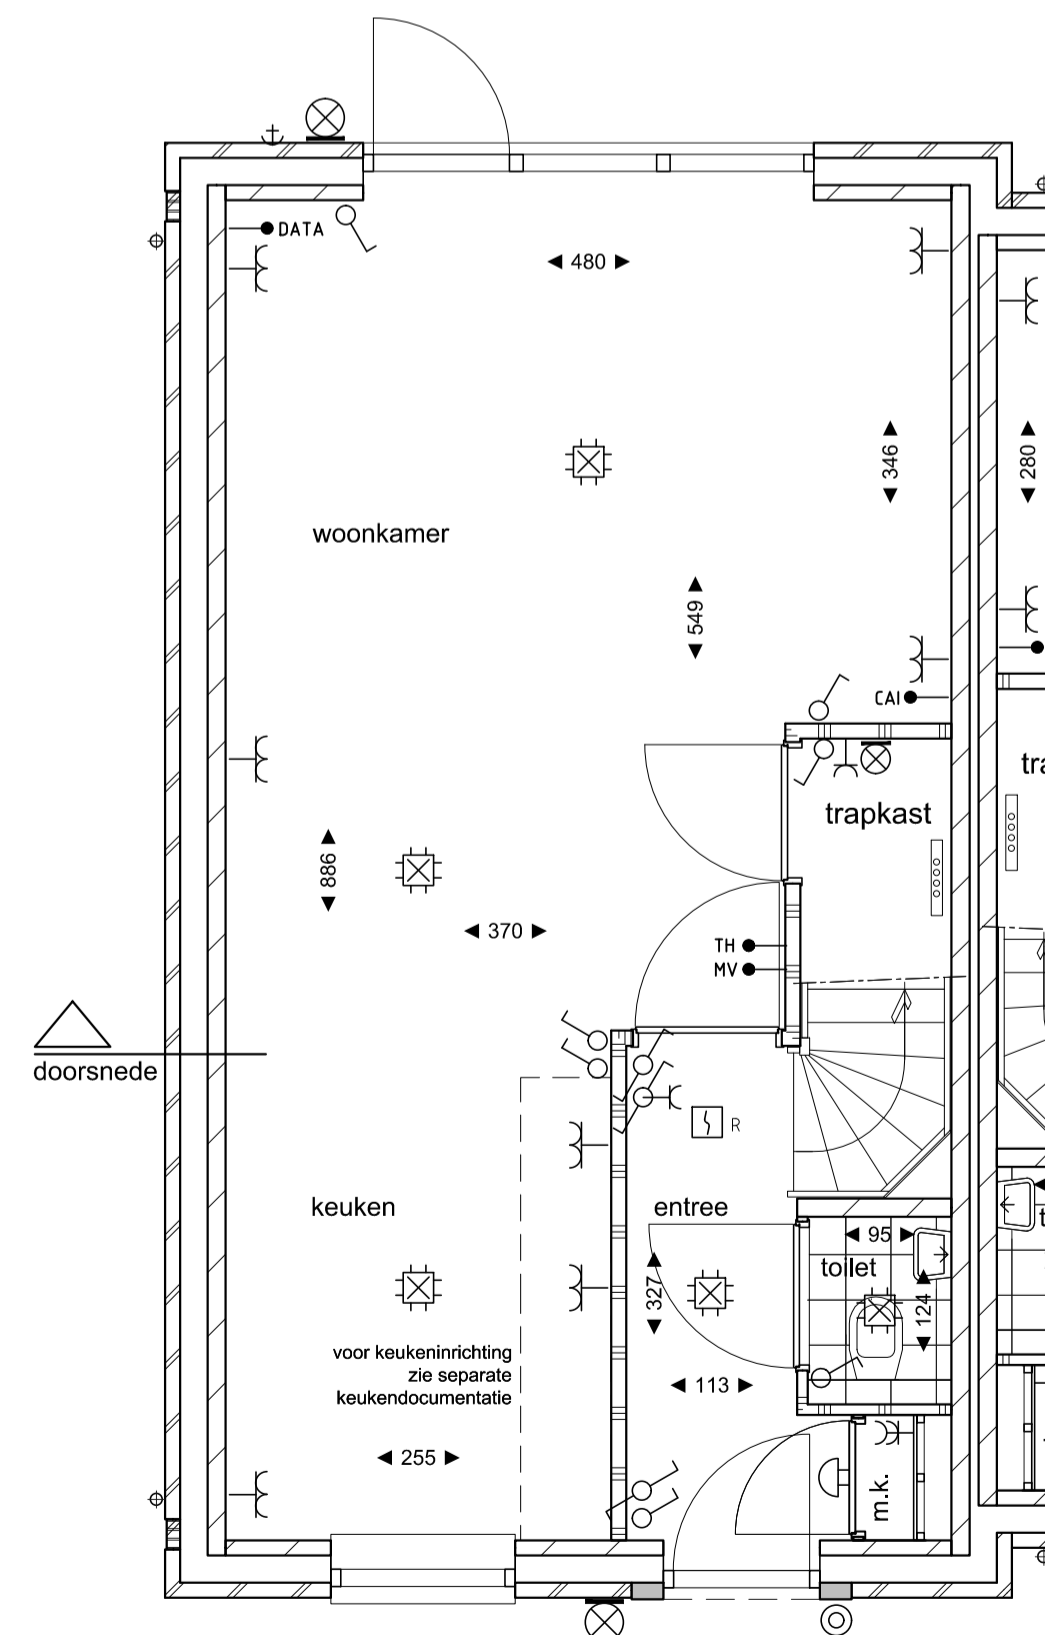 DATA
480
346
280
woonkamer
549
CAI
tra
trapkast
886
370
TH
MV
doorsnede
R
keuken
entree
95
t
toilet
327
124
voor keukeninrichting
zie separate
keukendocumentatie
113
255
m.k.